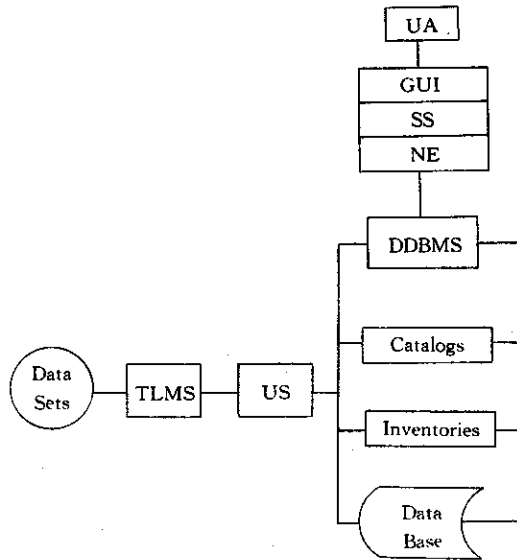 UA
GUI
SS
NE
DDBMS
Catalogs
Data
Sets
TLMS
US
Inventories
Data
Base